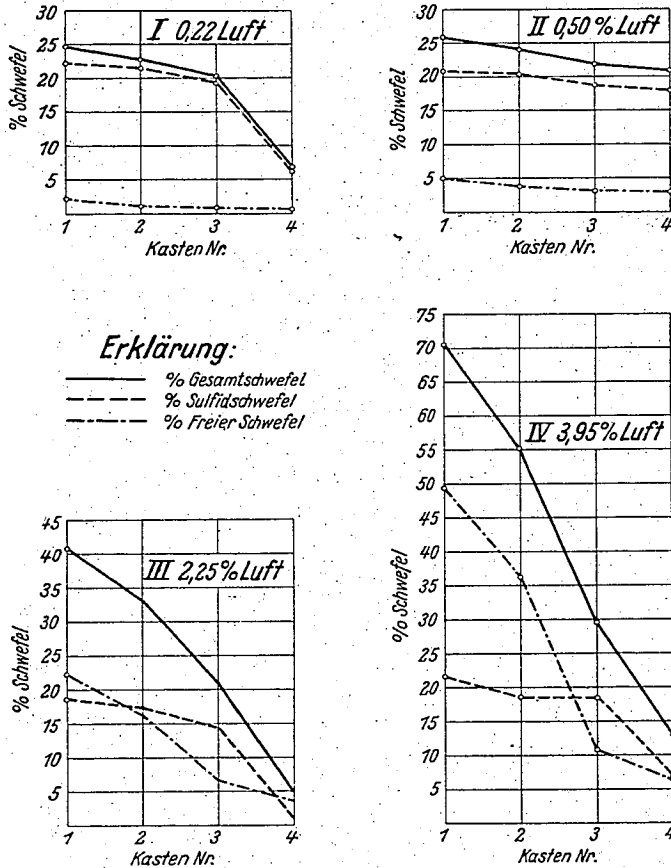 I 0,22 Luft
% Schwefel
30
25
20
15
10
5
1 2 3 4
Kasten Nr.
II 0,50 % Luft
% Schwefel
30
25
20
15
10
5
1 2 3 4
Kasten Nr.
Erklärung:
% Gesamtschwefel
% Sulfidschwefel
% Freier Schwefel
III 2,25 % Luft
% Schwefel
45
40
35
30
25
20
15
10
5
1 2 3 4
Kasten Nr.
IV 3,95 % Luft
% Schwefel
75
70
65
60
55
50
45
40
35
30
25
20
15
10
5
1 2 3 4
Kasten Nr.